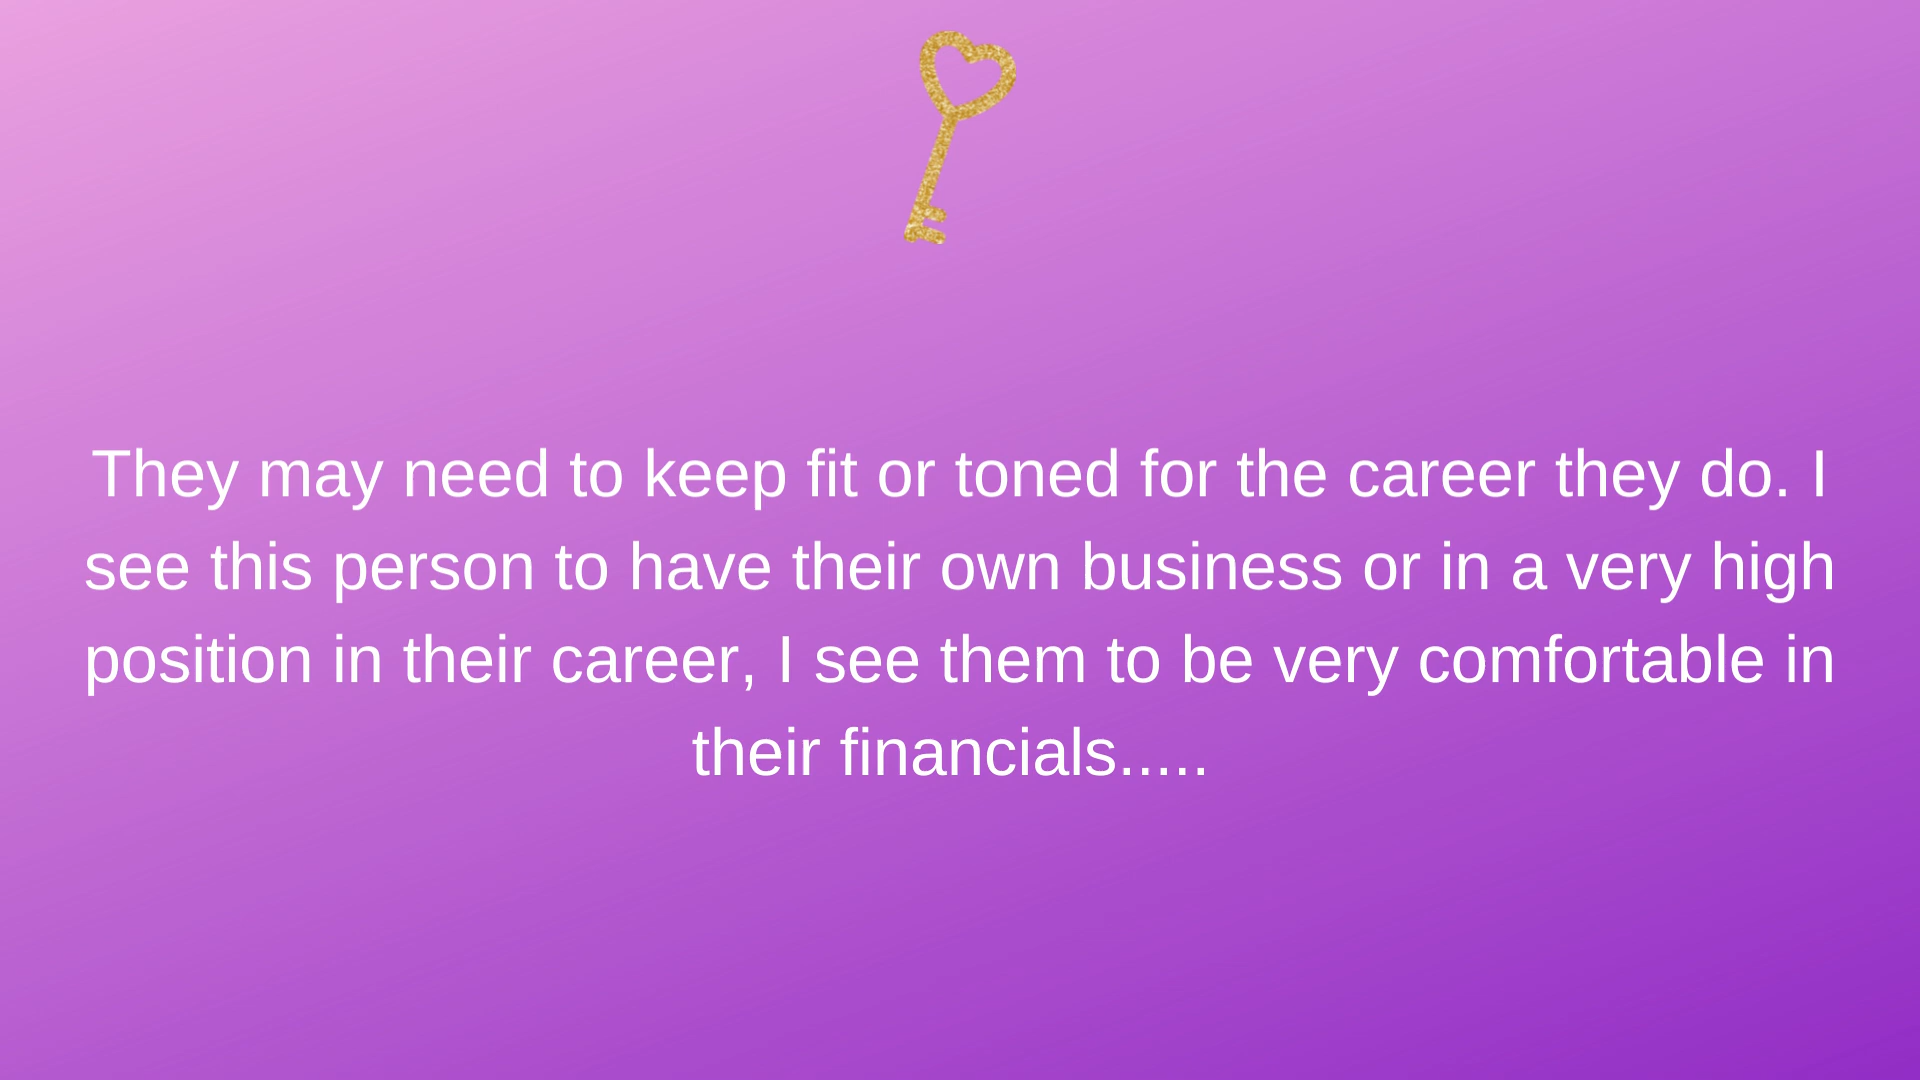 They may need to keep fit or toned for the career they do. I
see this person to have their own business or in a very high
position in their career, I see them to be very comfortable in
their financials.....